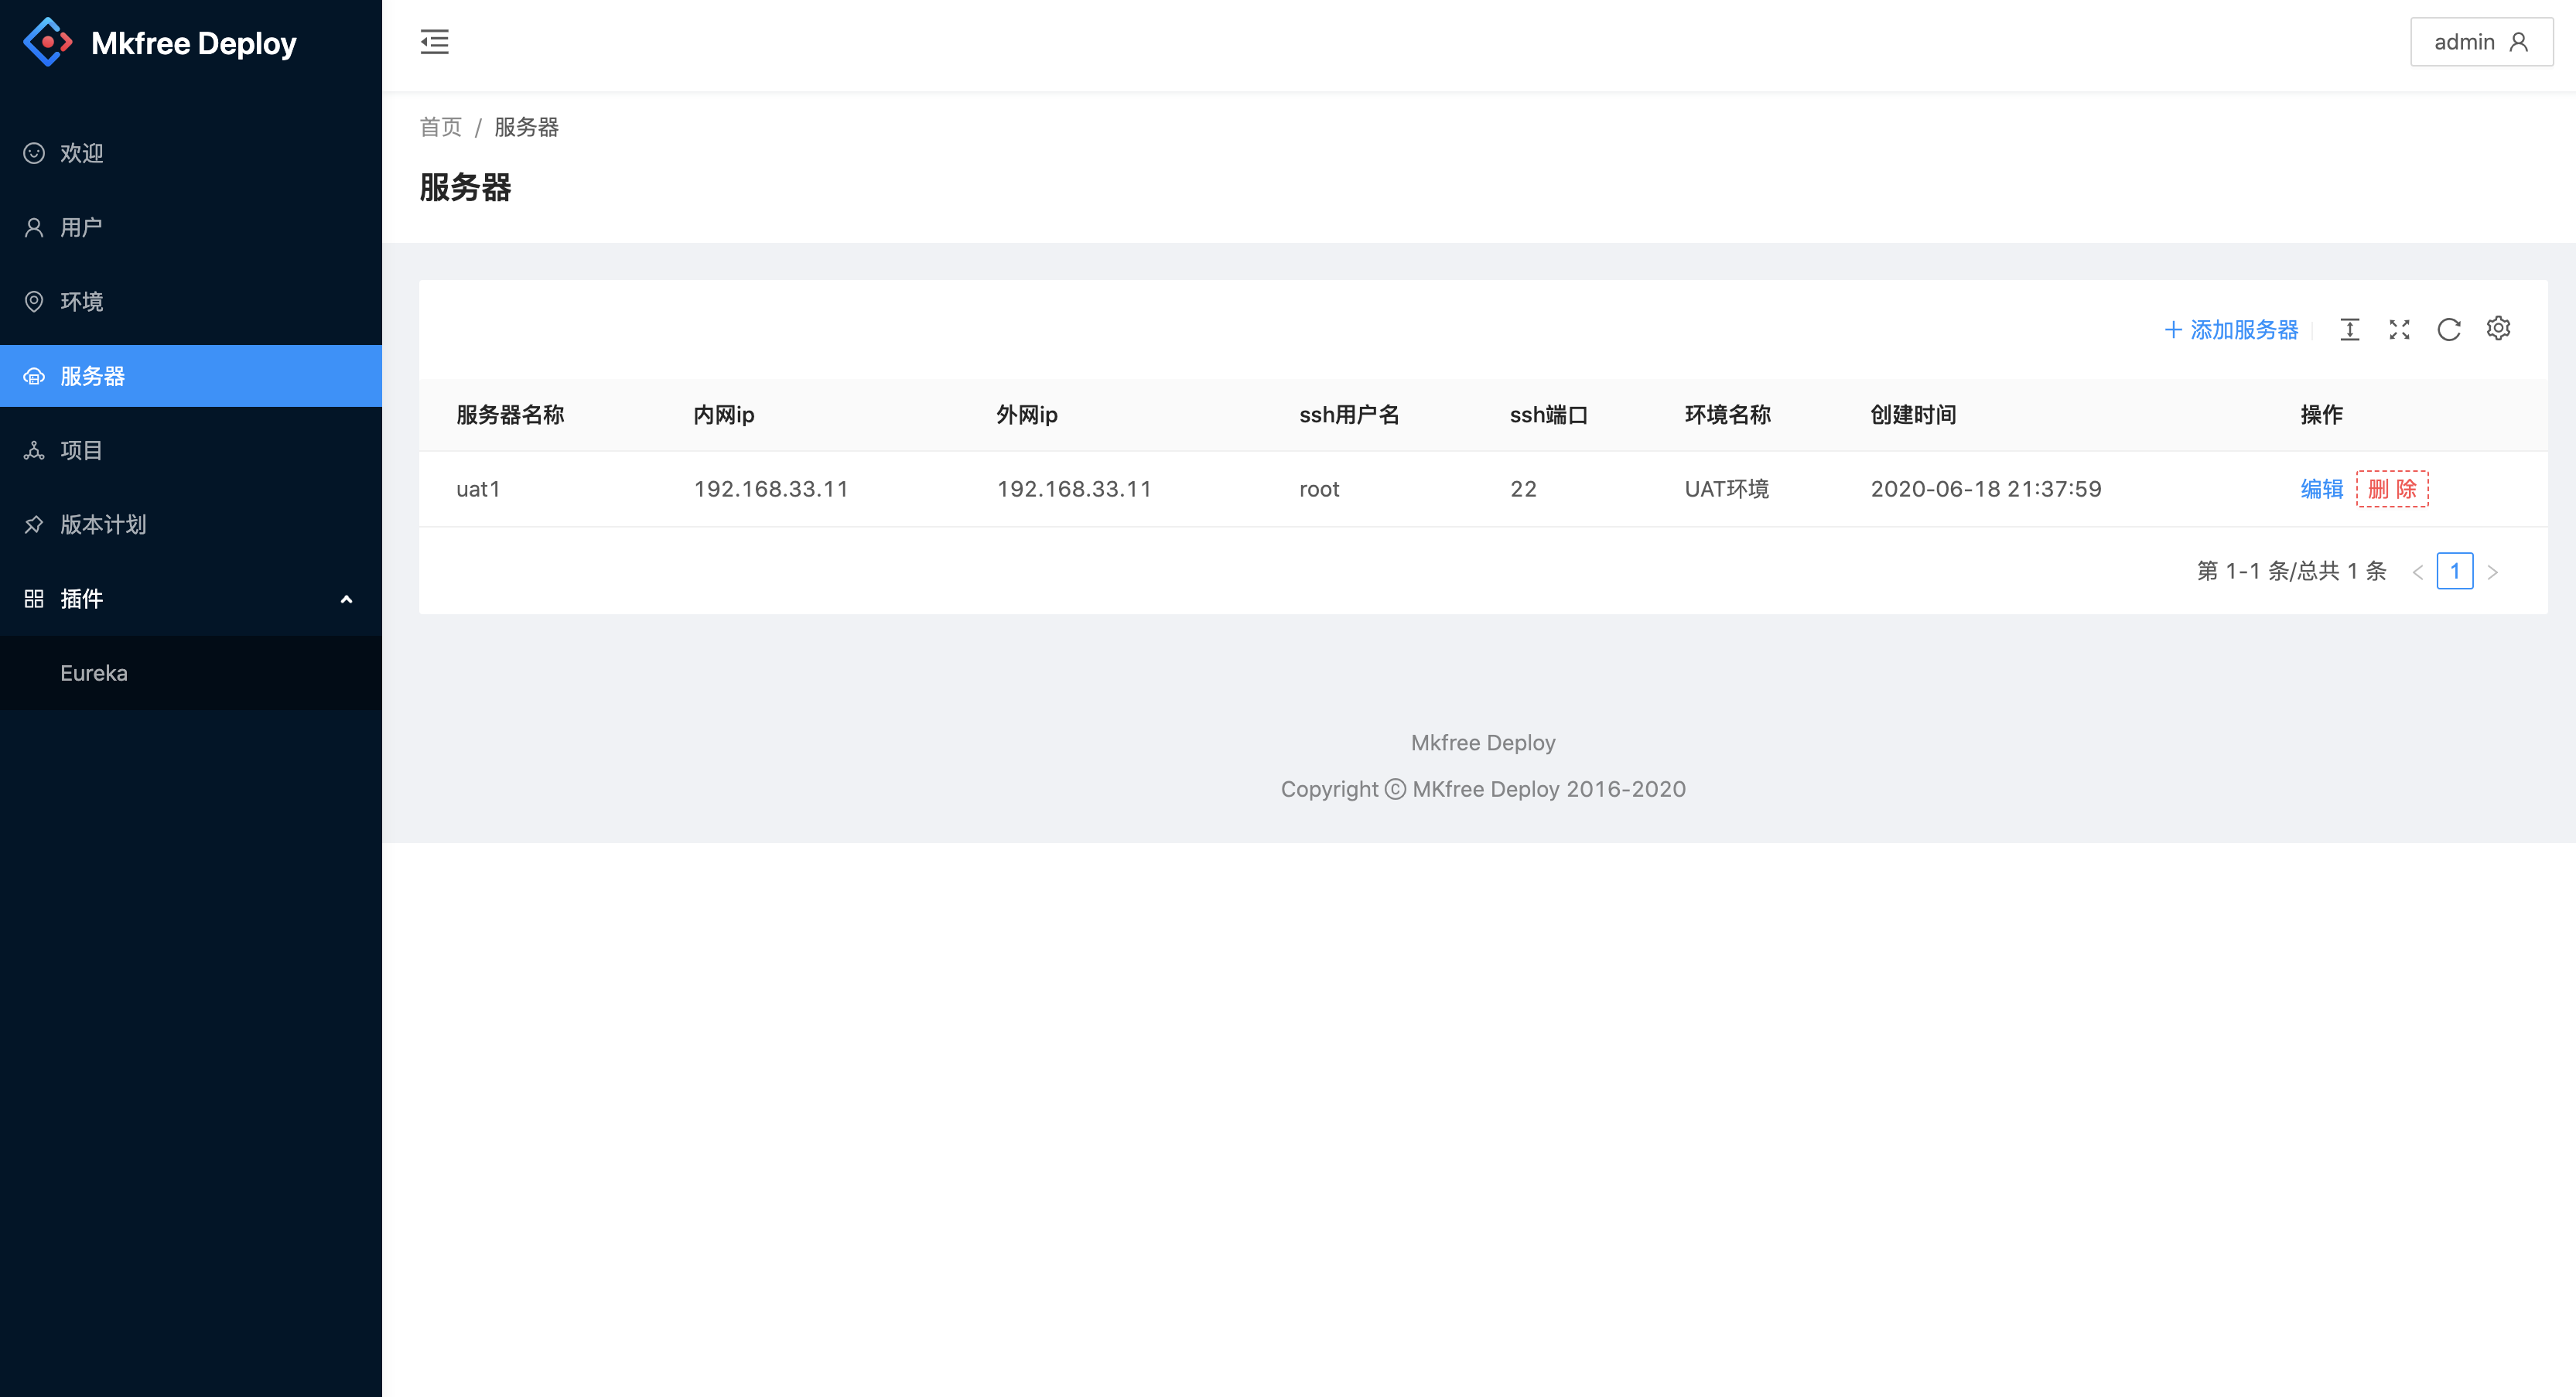 Mkfree Deploy
admin
欢迎
用户
环境
服务器
项目
版本计划
插件
Eureka
首页 / 服务器
服务器
添加服务器
服务器名称 内网ip 外网ip ssh用户名 ssh端口 环境名称 创建时间 操作
uat1 192.168.33.11 192.168.33.11 root 22 UAT环境 2020-06-18 21:37:59 编辑 删 除
第 1-1 条/总共 1 条 < 1 >
Mkfree Deploy
Copyright © MKfree Deploy 2016-2020